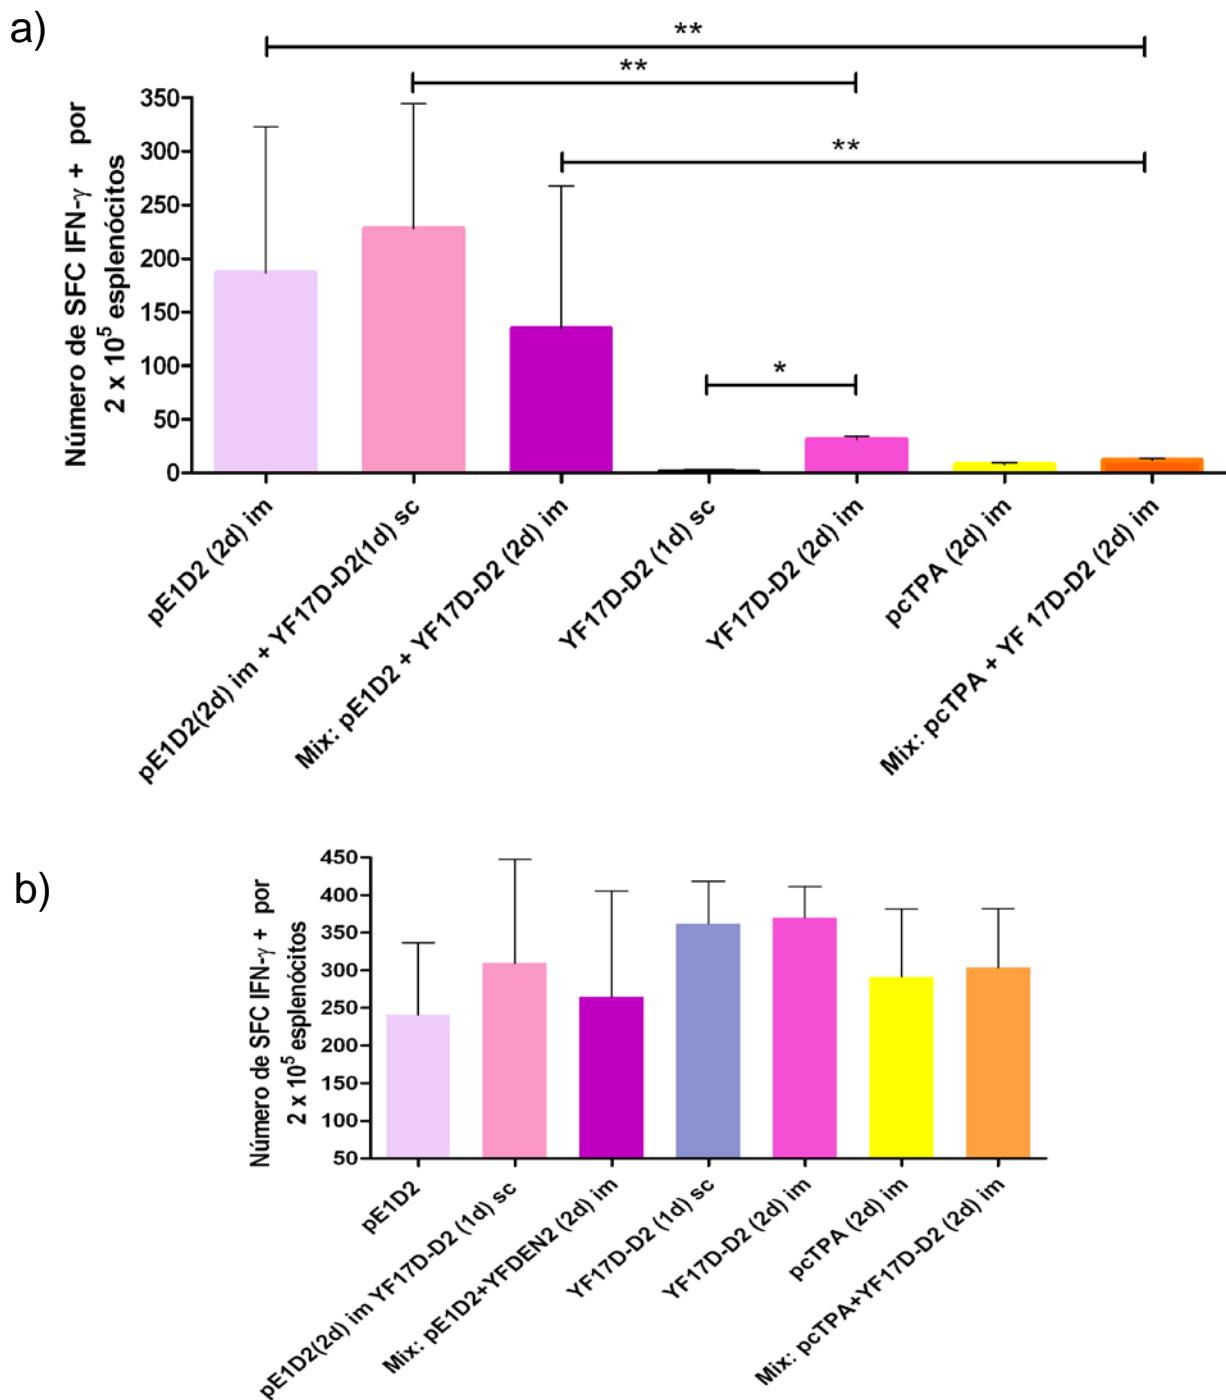 a)
**
**
**
*
Número de SFC IFN-γ + por
2 x 10⁵ esplenócitos
350
300
250
200
150
100
50
0
pE1D2 (2d) im
pE1D2(2d) im + YF17D-D2(1d) sc
Mix: pE1D2 + YF17D-D2 (2d) im
YF17D-D2 (1d) sc
YF17D-D2 (2d) im
pcTPA (2d) im
Mix: pcTPA + YF 17D-D2 (2d) im
b)
Número de SFC IFN-γ + por
2 x 10⁵ esplenócitos
450
400
350
300
250
200
150
100
50
pE1D2
pE1D2(2d) im YF17D-D2 (1d) sc
Mix: pE1D2+YFDEN2 (2d) im
YF17D-D2 (1d) sc
YF17D-D2 (2d) im
pcTPA (2d) im
Mix: pcTPA+YF17D-D2 (2d) im